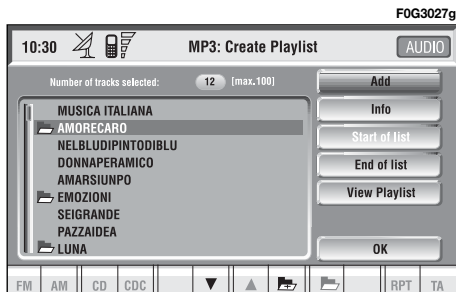 F0G3027g
10:30 MP3: Create Playlist AUDIO
Number of tracks selected: 12 [max.100]
Add
Info
Start of list
End of list
View Playlist
OK
MUSICA ITALIANA
AMORECARO
NELBLUDIPINTODIBLU
DONNAPERAMICO
AMARSIUNPO
EMOZIONI
SEIGRANDE
PAZZAIDEA
LUNA
FM AM CD CDC RPT TA